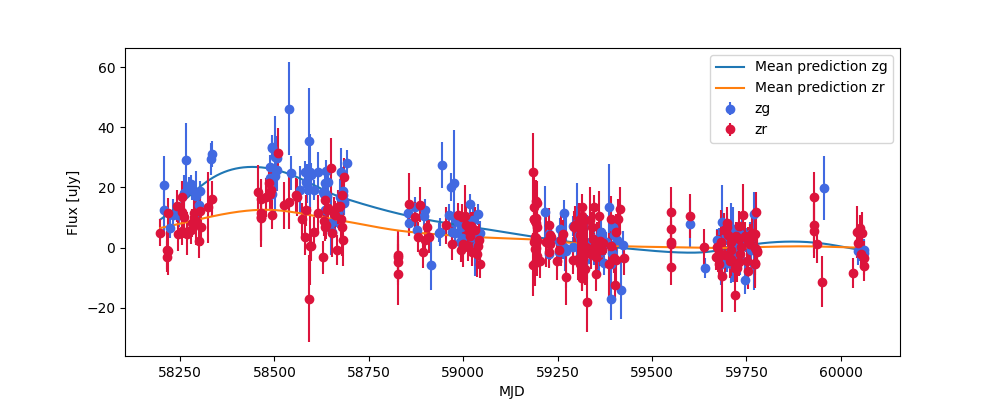 Mean prediction zg
Mean prediction zr
zg
zr
60
40
20
0
−20
Flux [uJy]
58250 58500 58750 59000 59250 59500 59750 60000
MJD